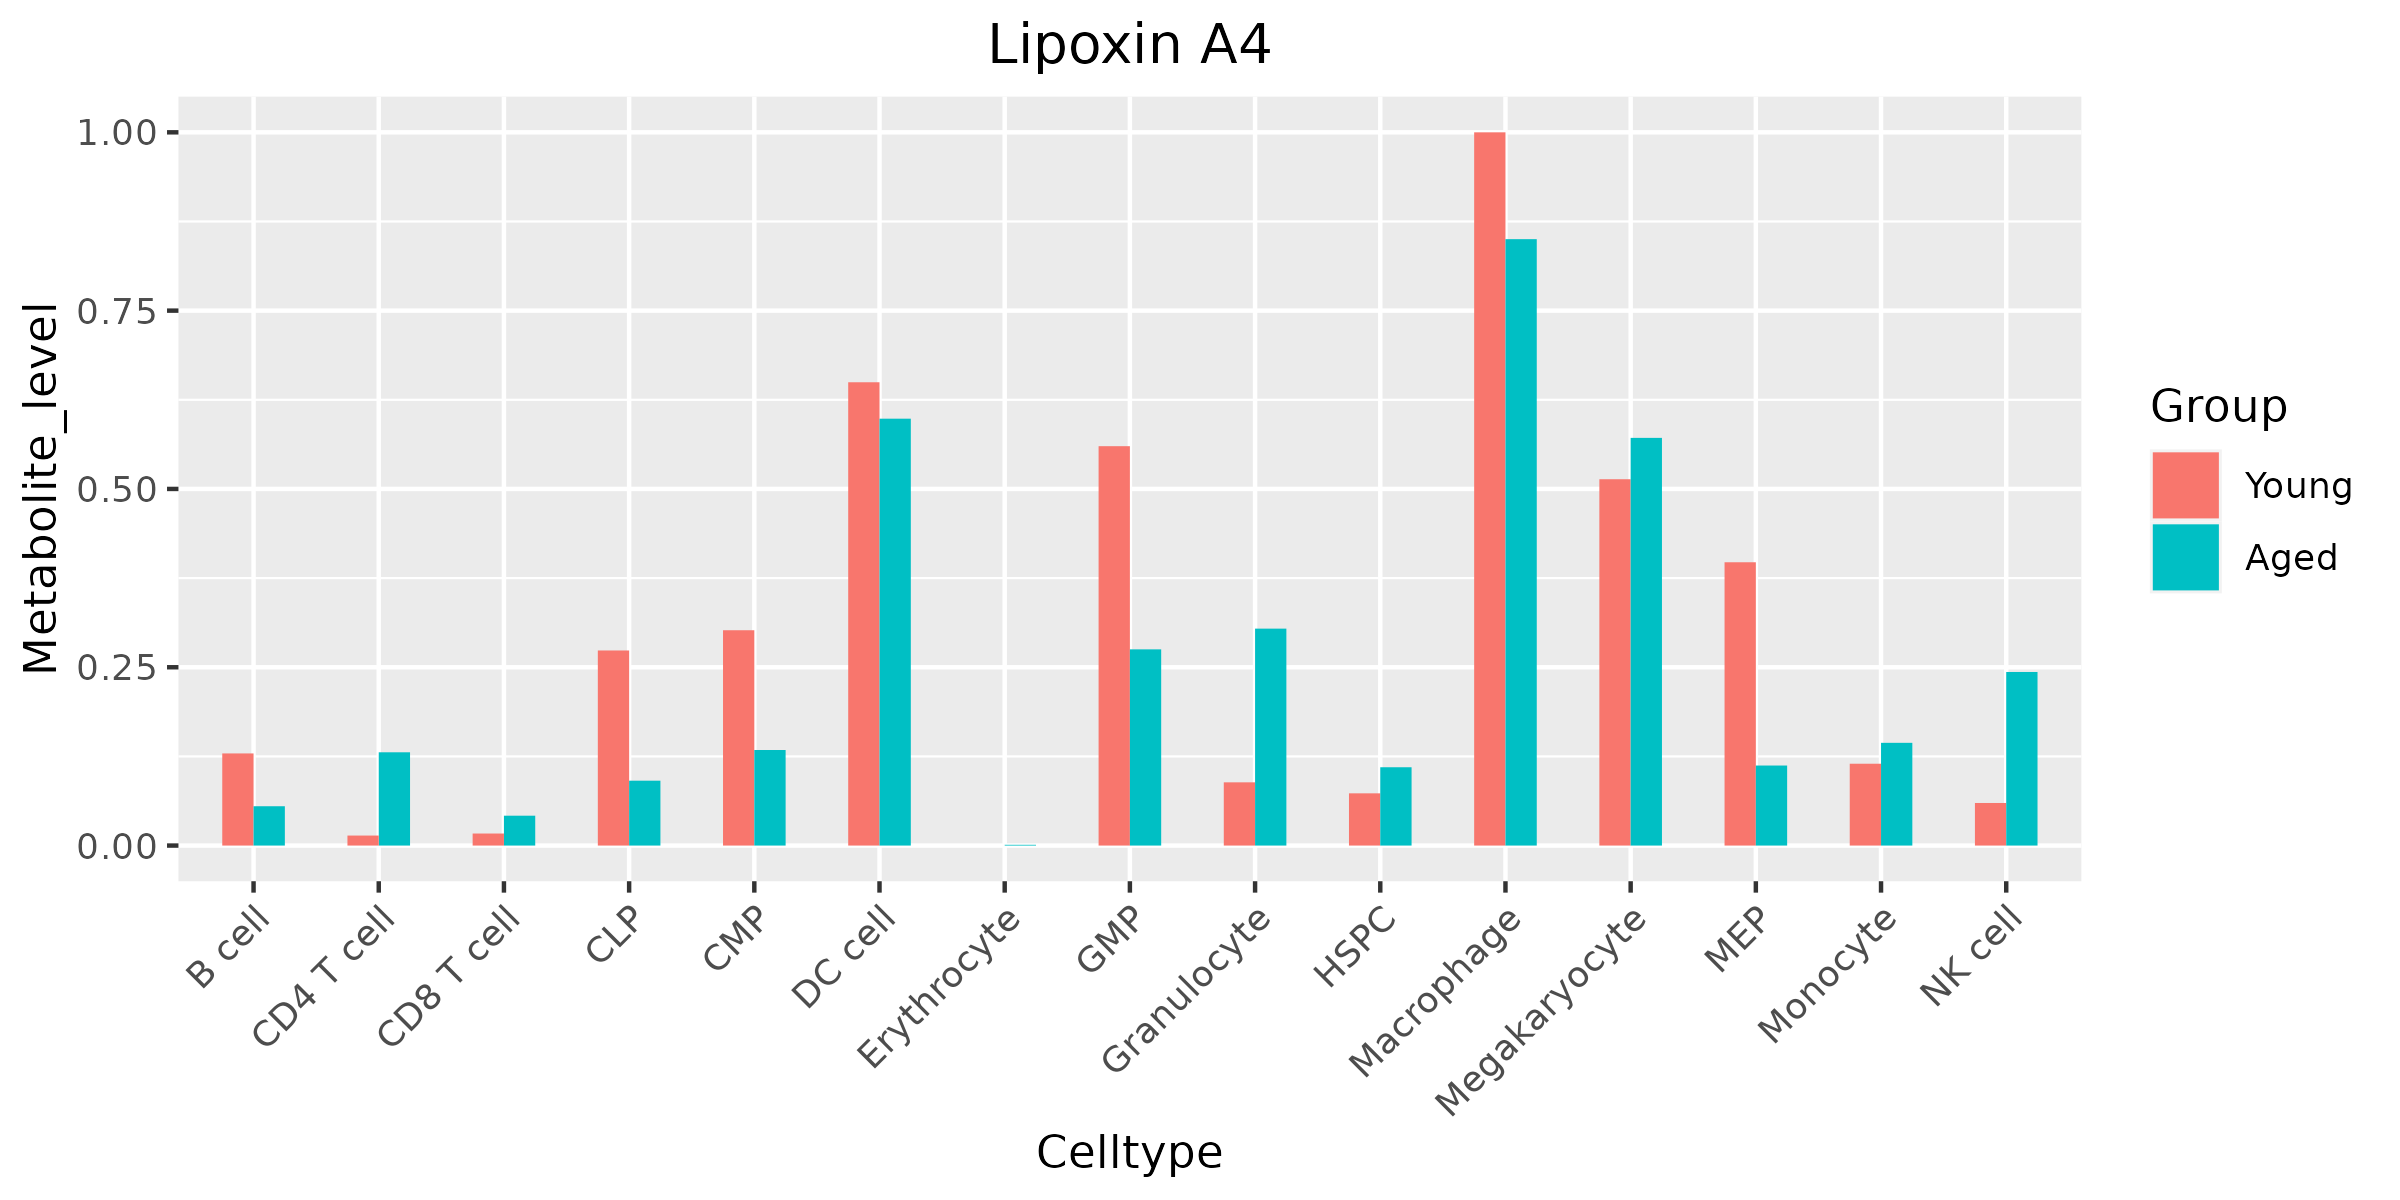 Lipoxin A4
Metabolite_level
1.00
0.75
0.50
0.25
0.00
B cell
CD4 T cell
CD8 T cell
CLP
CMP
DC cell
Erythrocyte
GMP
Granulocyte
HSPC
Macrophage
Megakaryocyte
MEP
Monocyte
NK cell
Celltype
Group
Young
Aged